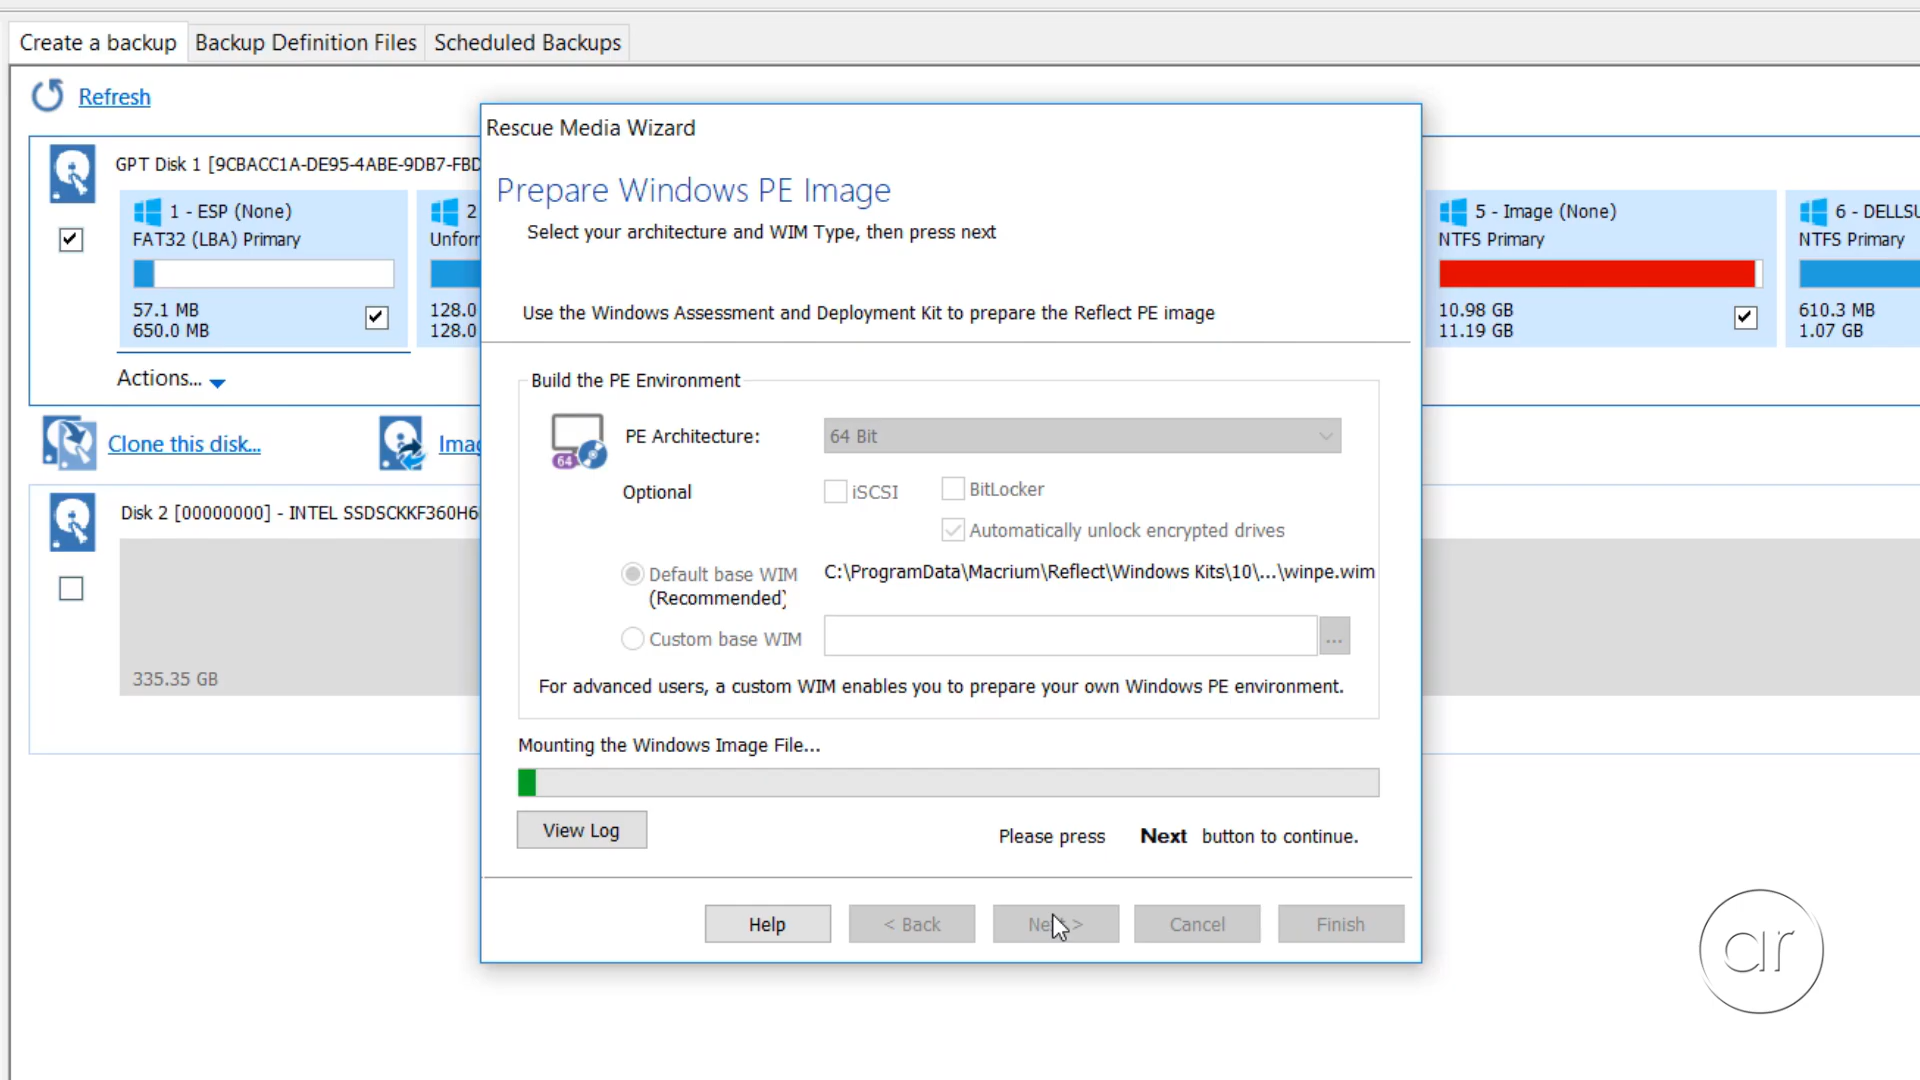 Create a backup
Backup Definition Files
Scheduled Backups
Refresh
GPT Disk 1 [9CBACC1A-DE95-4ABE-9DB7-FBD
1 - ESP (None)
FAT32 (LBA) Primary
57.1 MB
650.0 MB
2
Unforr
128.0
128.0
5 - Image (None)
NTFS Primary
10.98 GB
11.19 GB
6 - DELLSU
NTFS Primary
610.3 MB
1.07 GB
Actions...
Clone this disk...
Imag
Disk 2 [00000000] - INTEL SSDSCKKF360H6
335.35 GB
Rescue Media Wizard
Prepare Windows PE Image
Select your architecture and WIM Type, then press next
Use the Windows Assessment and Deployment Kit to prepare the Reflect PE image
Build the PE Environment
64
PE Architecture:
64 Bit
Optional
iSCSI
BitLocker
Automatically unlock encrypted drives
Default base WIM
(Recommended)
C:\ProgramData\Macrium\Reflect\Windows Kits\10\...\winpe.wim
Custom base WIM
...
For advanced users, a custom WIM enables you to prepare your own Windows PE environment.
Mounting the Windows Image File...
View Log
Please press Next button to continue.
Help
< Back
Next >
Cancel
Finish
ar